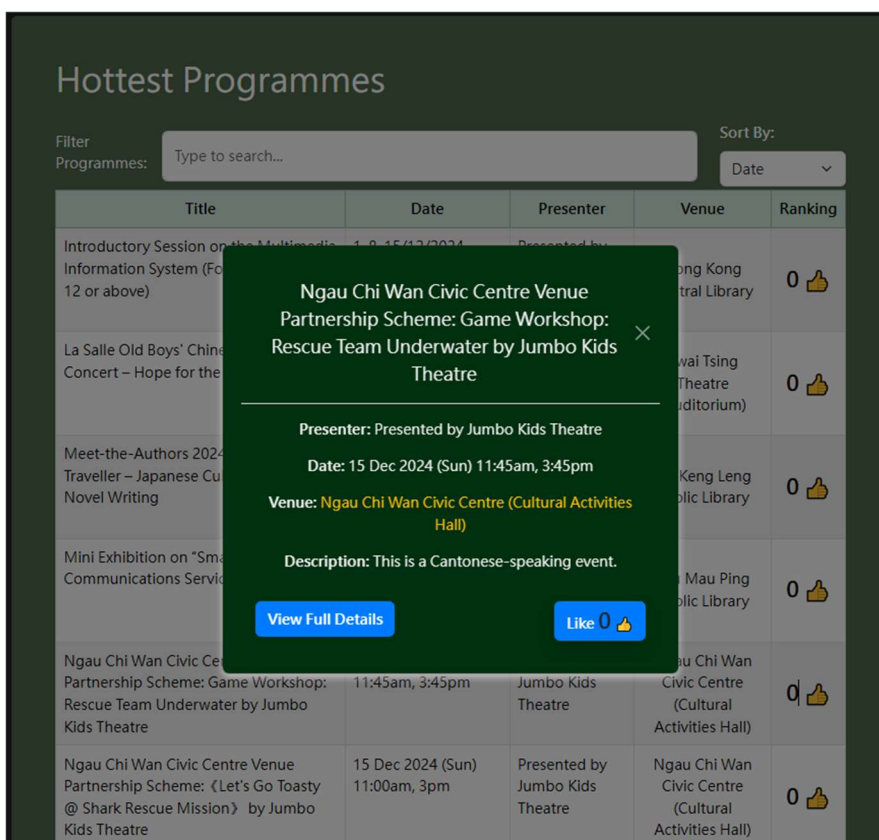 Hottest Programmes
Filter
Programmes:
Type to search...
Sort By:
Date
Title Date Presenter Venue Ranking
Introductory Session on the Multimedia
Information System (Fo
12 or above)
1, 8, 15/12/2024
Presented by
ong Kong
tral Library
0
La Salle Old Boys' Chine
Concert – Hope for the
wai Tsing
Theatre
uditorium)
0
Meet-the-Authors 2024
Traveller – Japanese Cu
Novel Writing
Keng Leng
blic Library
0
Mini Exhibition on "Sma
Communications Servic
Mau Ping
blic Library
0
Ngau Chi Wan Civic Ce
Partnership Scheme: Game Workshop:
Rescue Team Underwater by Jumbo
Kids Theatre
11:45am, 3:45pm
Jumbo Kids
Theatre
au Chi Wan
Civic Centre
(Cultural
Activities Hall)
0
Ngau Chi Wan Civic Centre Venue
Partnership Scheme: 《Let's Go Toasty
@ Shark Rescue Mission》 by Jumbo
Kids Theatre
15 Dec 2024 (Sun)
11:00am, 3pm
Presented by
Jumbo Kids
Theatre
Ngau Chi Wan
Civic Centre
(Cultural
Activities Hall)
0
Ngau Chi Wan Civic Centre Venue
Partnership Scheme: Game Workshop:
Rescue Team Underwater by Jumbo Kids
Theatre
Presenter: Presented by Jumbo Kids Theatre
Date: 15 Dec 2024 (Sun) 11:45am, 3:45pm
Venue: Ngau Chi Wan Civic Centre (Cultural Activities
Hall)
Description: This is a Cantonese-speaking event.
View Full Details
Like 0